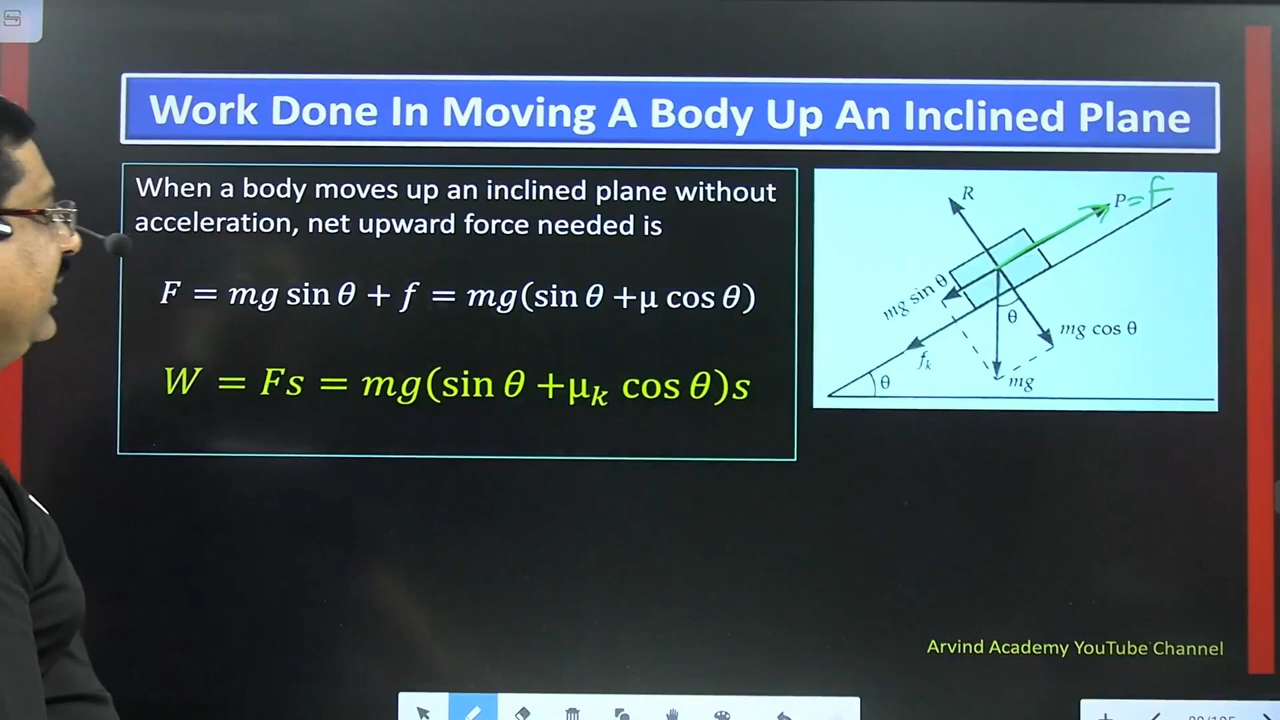 Work Done In Moving A Body Up An Inclined Plane
When a body moves up an inclined plane without
acceleration, net upward force needed is
F = mg sin θ + f = mg(sin θ +μ cos θ)
W = Fs = mg(sin θ +μₖ cos θ)s
R
P = F
mg sin θ
θ
mg cos θ
fₖ
θ
mg
Arvind Academy YouTube Channel